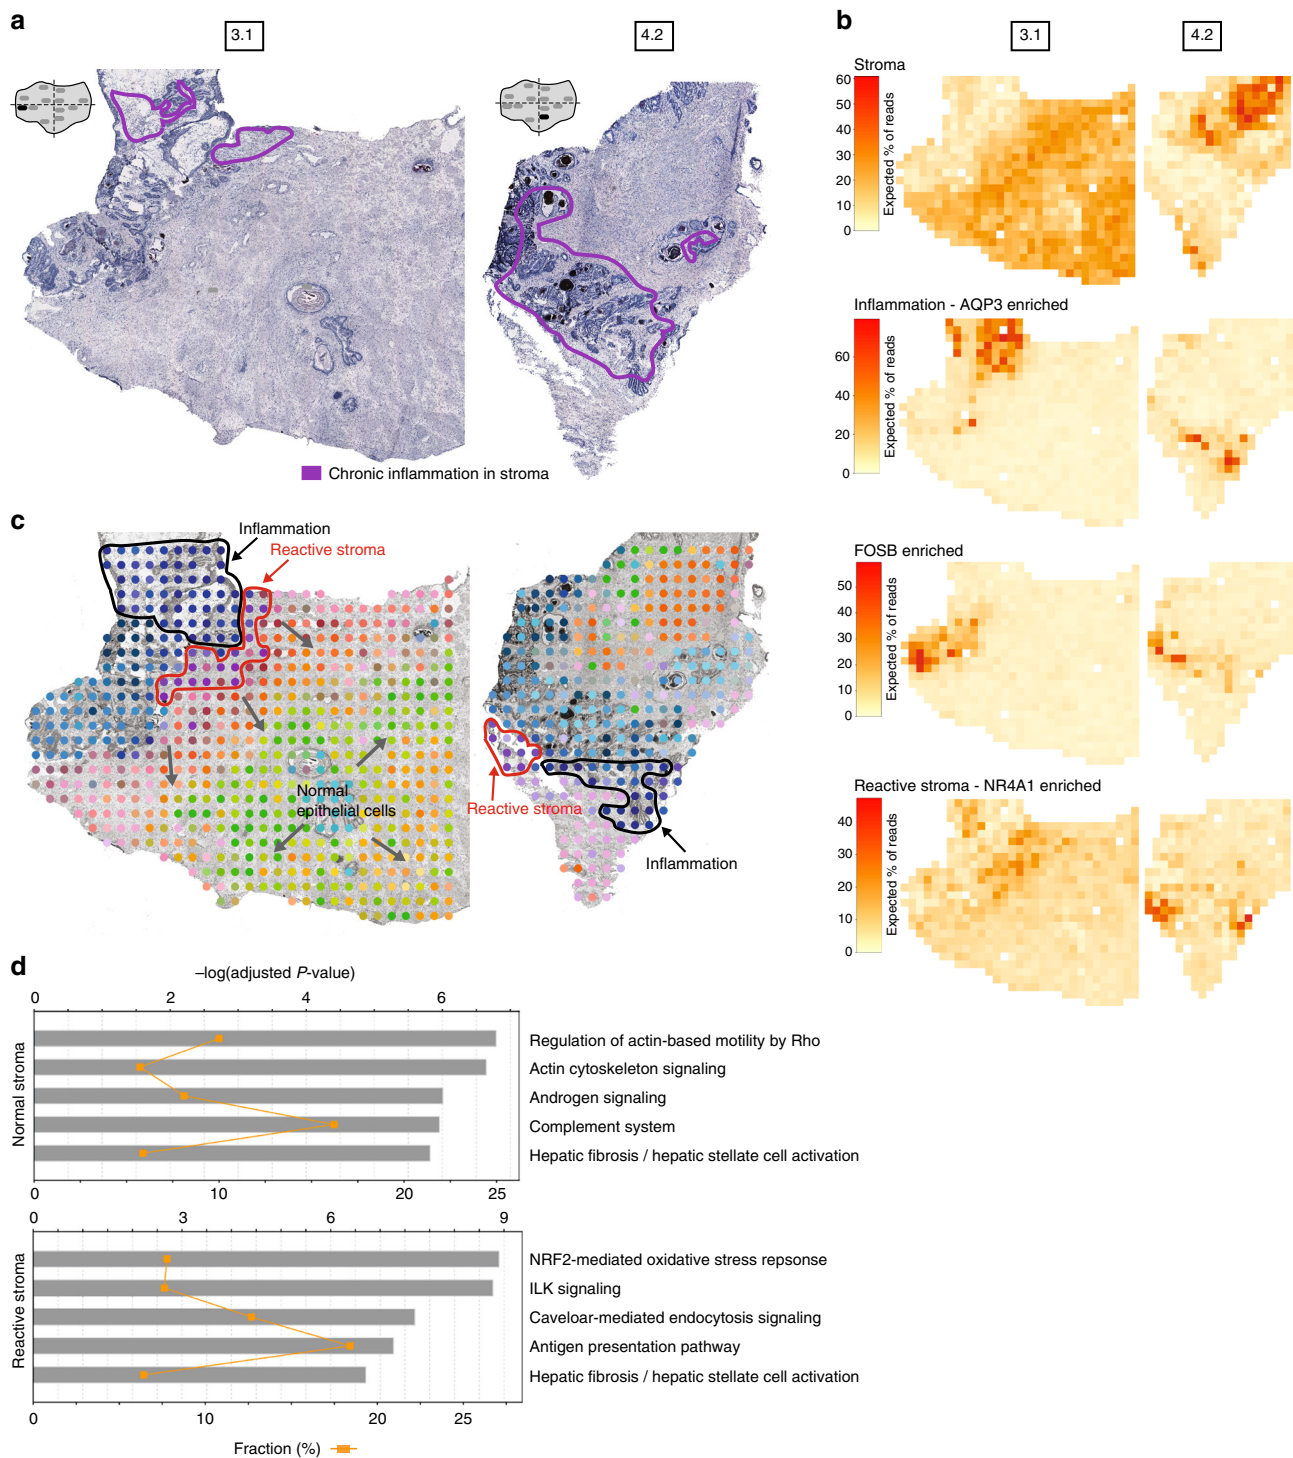 a
3.1
4.2
Chronic inflammation in stroma
b
3.1
4.2
Stroma
60
50
40
30
20
10
0
Expected % of reads
Inflammation - AQP3 enriched
60
40
20
0
Expected % of reads
FOSB enriched
50
40
30
20
10
0
Expected % of reads
Reactive stroma - NR4A1 enriched
40
30
20
10
0
Expected % of reads
c
Inflammation
Reactive stroma
Normal
epithelial cells
Reactive stroma
Inflammation
d
–log(adjusted P-value)
0 2 4 6
Normal stroma
Regulation of actin-based motility by Rho
Actin cytoskeleton signaling
Androgen signaling
Complement system
Hepatic fibrosis / hepatic stellate cell activation
0 10 20 25
0 3 6 9
Reactive stroma
NRF2-mediated oxidative stress repsonse
ILK signaling
Caveloar-mediated endocytosis signaling
Antigen presentation pathway
Hepatic fibrosis / hepatic stellate cell activation
0 10 20 25
Fraction (%)